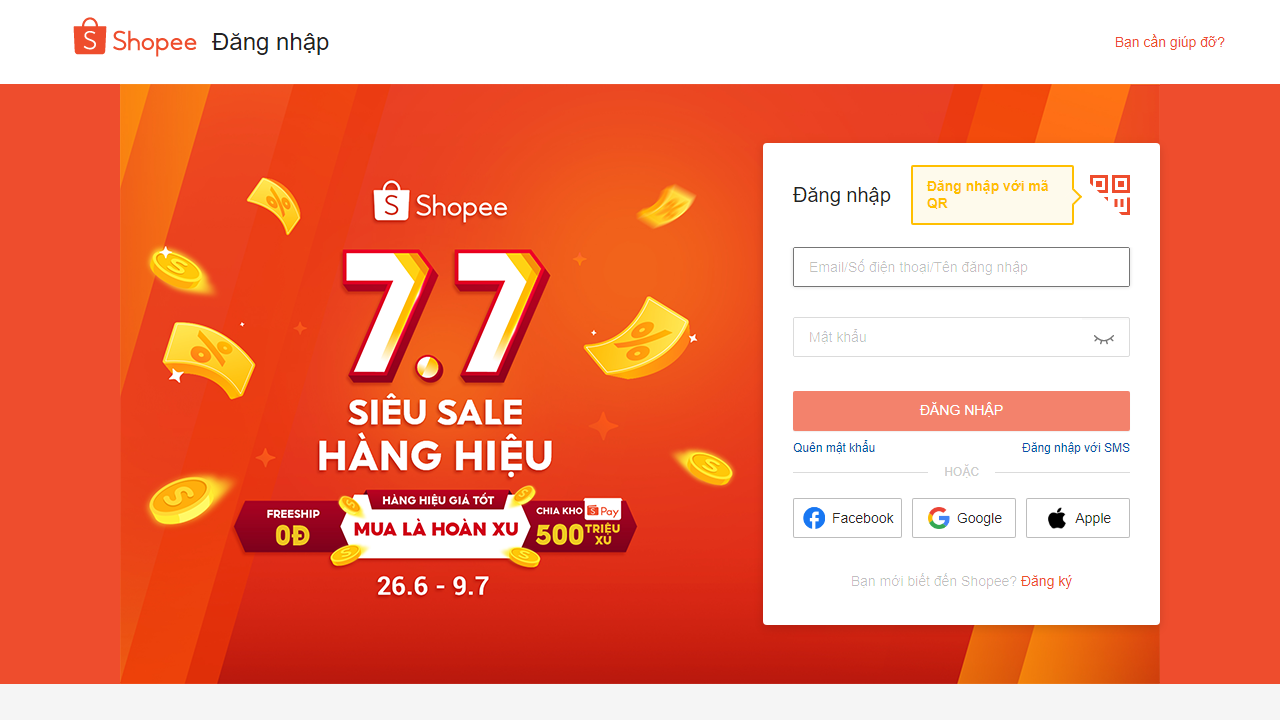 Shopee Đăng nhập
Bạn cần giúp đỡ?
Shopee
7.7
SIÊU SALE
HÀNG HIỆU
HÀNG HIỆU GIÁ TỐT
FREESHIP
0Đ
MUA LÀ HOÀN XU
CHIA KHO Pay
500 TRIỆU XU
26.6 - 9.7
Đăng nhập
Đăng nhập với mã
QR
Email/Số điện thoại/Tên đăng nhập
Mật khẩu
ĐĂNG NHẬP
Quên mật khẩu
Đăng nhập với SMS
HOẶC
Facebook
Google
Apple
Bạn mới biết đến Shopee? Đăng ký